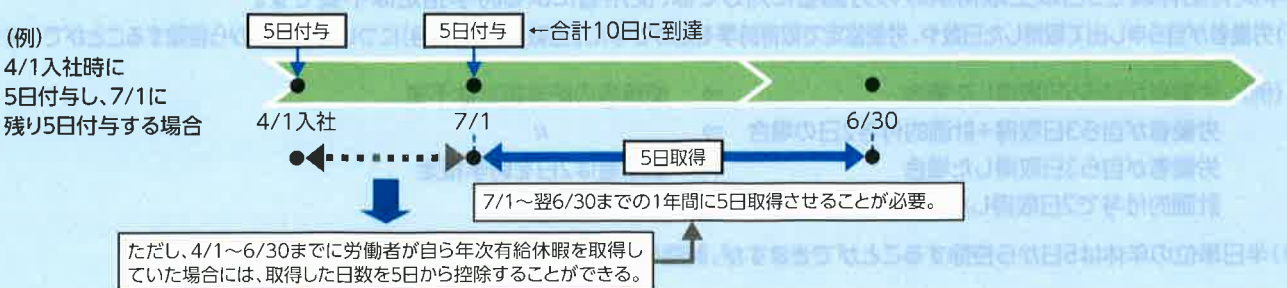 (例)
4/1入社時に
5日付与し、7/1に
残り5日付与する場合
5日付与
5日付与
←合計10日に到達
4/1入社
7/1
6/30
5日取得
7/1~翌6/30までの1年間に5日取得させることが必要。
ただし、4/1~6/30までに労働者が自ら年次有給休暇を取得し
ていた場合には、取得した日数を5日から控除することができる。